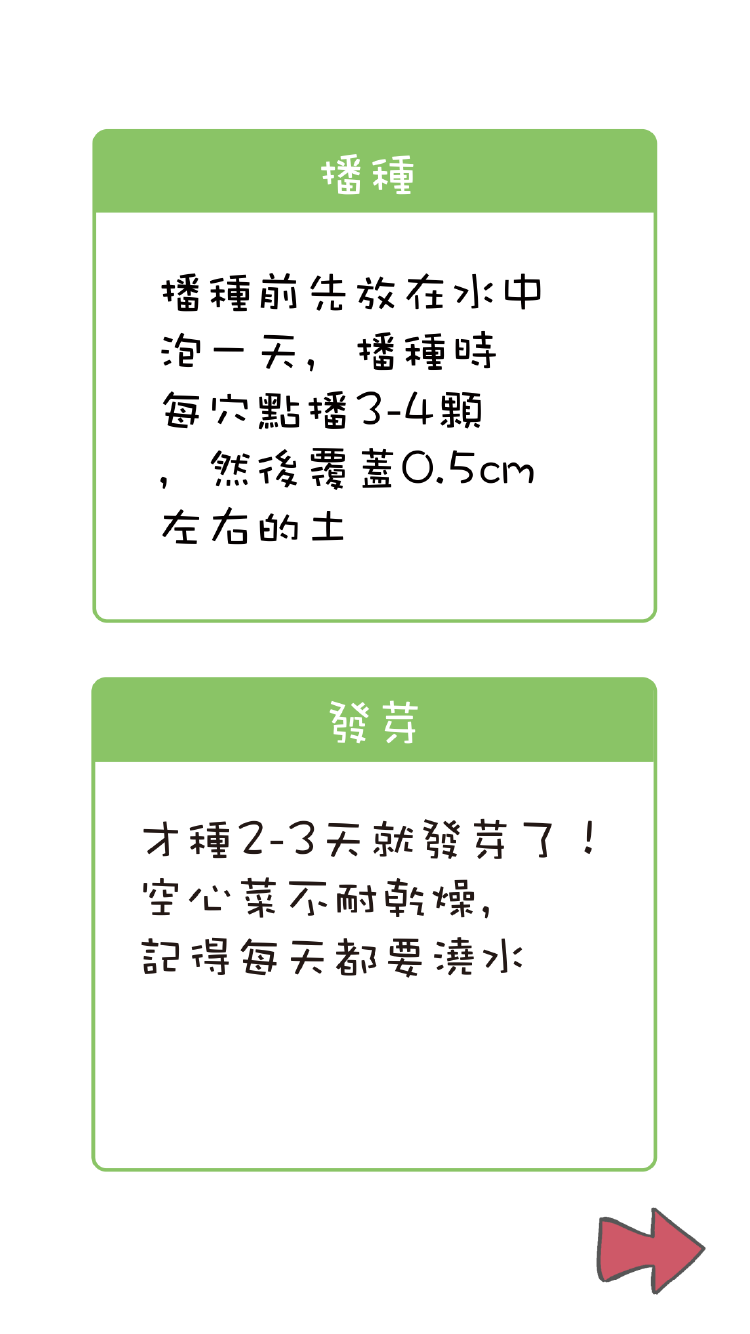 播種
播種前先放在水中
泡一天，播種時
每穴點播3-4顆
，然後覆蓋0.5cm
左右的土
發芽
才種2-3天就發芽了！
空心菜不耐乾燥，
記得每天都要澆水